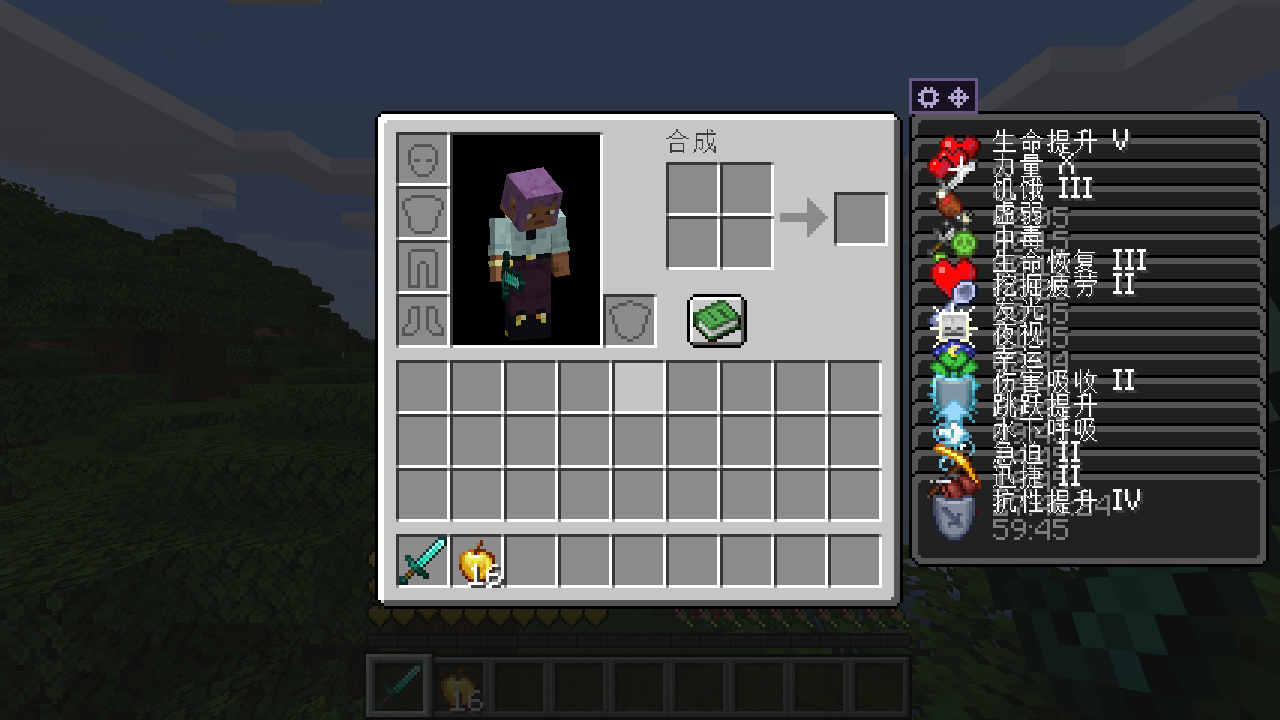 合成
生命提升 V
力量 X
饥饿 III
虚弱
中毒
生命恢复 III
挖掘疲劳 II
发光
夜视
幸运
伤害吸收 II
跳跃提升
水下呼吸
急迫 II
迅捷 II
抗性提升 IV
59:45
16
16